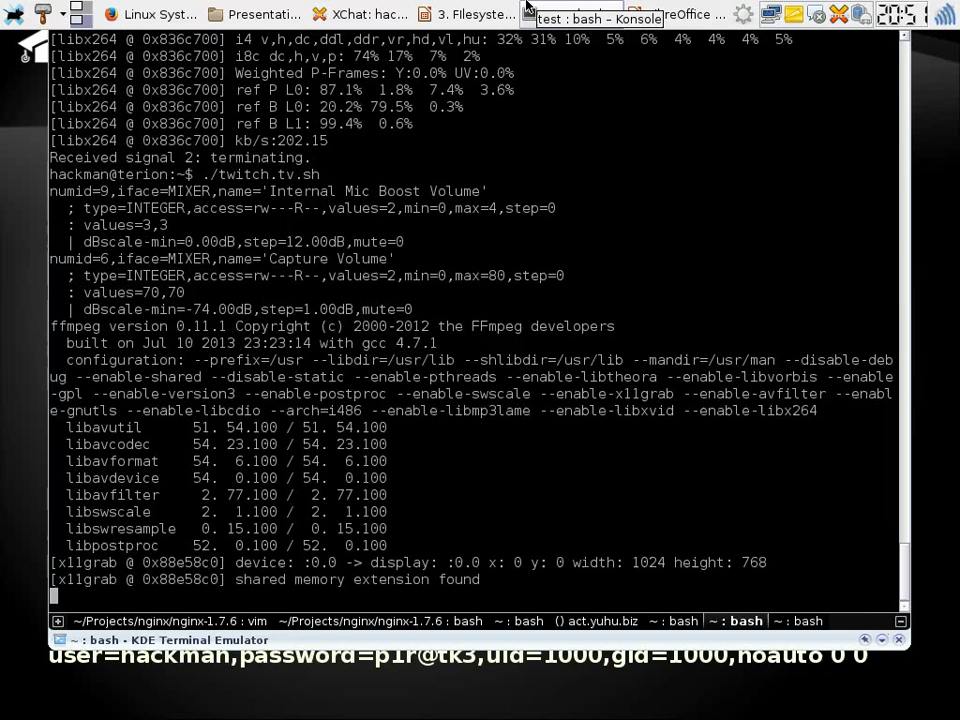 Linux Syst...
Presentati...
XChat: hac...
3. FIlesyste...
reOffice ...
20:51
test : bash – Konsole
[libx264 @ 0x836c700] i4 v,h,dc,ddl,ddr,vr,hd,vl,hu: 32% 31% 10%  5%  6%  4%  4%  4%  5%
[libx264 @ 0x836c700] i8c dc,h,v,p: 74% 17%  7%  2%
[libx264 @ 0x836c700] Weighted P-Frames: Y:0.0% UV:0.0%
[libx264 @ 0x836c700] ref P L0: 87.1%  1.8%  7.4%  3.6%
[libx264 @ 0x836c700] ref B L0: 20.2% 79.5%  0.3%
[libx264 @ 0x836c700] ref B L1: 99.4%  0.6%
[libx264 @ 0x836c700] kb/s:202.15
Received signal 2: terminating.
hackman@terion:~$ ./twitch.tv.sh
numid=9,iface=MIXER,name='Internal Mic Boost Volume'
; type=INTEGER,access=rw---R--,values=2,min=0,max=4,step=0
: values=3,3
| dBscale-min=0.00dB,step=12.00dB,mute=0
numid=6,iface=MIXER,name='Capture Volume'
; type=INTEGER,access=rw---R--,values=2,min=0,max=80,step=0
: values=70,70
| dBscale-min=-74.00dB,step=1.00dB,mute=0
ffmpeg version 0.11.1 Copyright (c) 2000-2012 the FFmpeg developers
built on Jul 10 2013 23:23:14 with gcc 4.7.1
configuration: --prefix=/usr --libdir=/usr/lib --shlibdir=/usr/lib --mandir=/usr/man --disable-deb
ug --enable-shared --disable-static --enable-pthreads --enable-libtheora --enable-libvorbis --enable
-gpl --enable-version3 --enable-postproc --enable-swscale --enable-x11grab --enable-avfilter --enabl
e-gnutls --enable-libcdio --arch=i486 --enable-libmp3lame --enable-libxvid --enable-libx264
libavutil      51. 54.100 / 51. 54.100
libavcodec     54. 23.100 / 54. 23.100
libavformat    54.  6.100 / 54.  6.100
libavdevice    54.  0.100 / 54.  0.100
libavfilter     2. 77.100 /  2. 77.100
libswscale      2.  1.100 /  2.  1.100
libswresample   0. 15.100 /  0. 15.100
libpostproc    52.  0.100 / 52.  0.100
[x11grab @ 0x88e58c0] device: :0.0 -> display: :0.0 x: 0 y: 0 width: 1024 height: 768
[x11grab @ 0x88e58c0] shared memory extension found
~/Projects/nginx/nginx-1.7.6 : vim ~/Projects/nginx/nginx-1.7.6 : bash ~ : bash () act.yuhu.biz ~ : bash ~ : bash ~ : bash
~ : bash - KDE Terminal Emulator
user=hackman,password=p1r@tk3,uid=1000,gid=1000,noauto 0 0